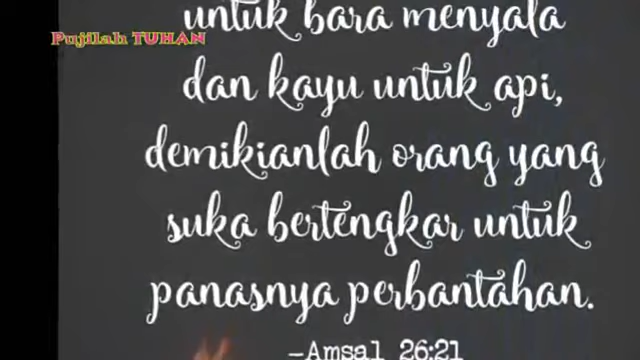 untuk bara menyala
Pujilah TUHAN
dan kayu untuk api,
demikianlah orang yang
suka bertengkar untuk
panasnya perbantahan.
-Amsal 26:21